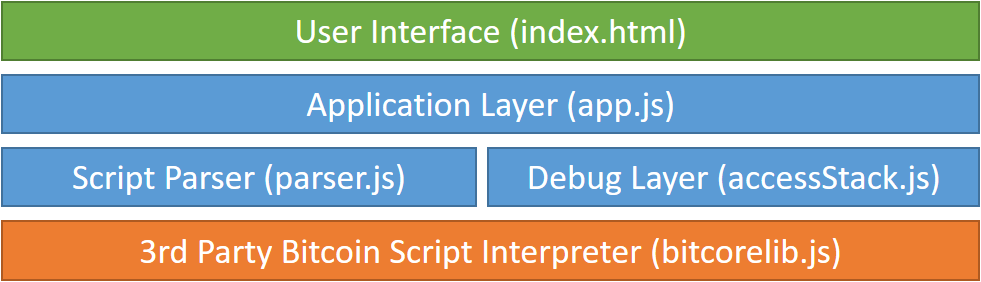 User Interface (index.html)
Application Layer (app.js)
Script Parser (parser.js)
Debug Layer (accessStack.js)
3rd Party Bitcoin Script Interpreter (bitcorelib.js)